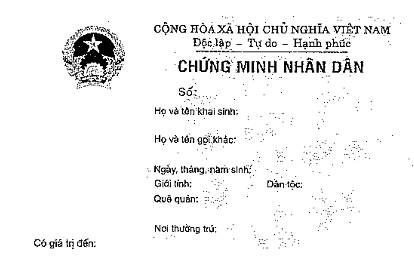 CỘNG HÒA XÃ HỘI CHỦ NGHĨA VIỆT NAM
Độc lập – Tự do – Hạnh phúc
CHỨNG MINH NHÂN DÂN
Số:
Họ và tên khai sinh:
Họ và tên gọi khác:
Ngày, tháng, năm sinh:
Giới tính: Dân tộc:
Quê quán:
Nơi thường trú:
Có giá trị đến: